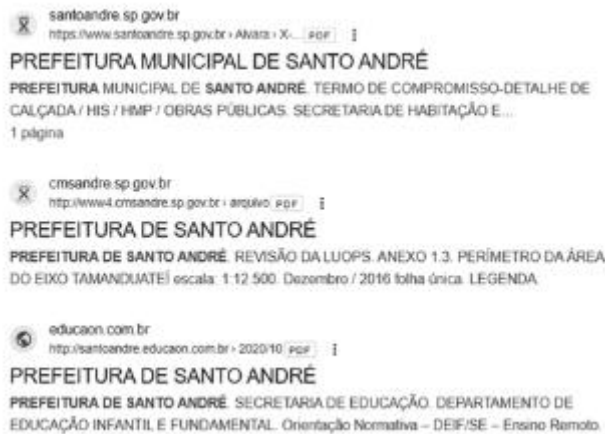 santoandre.sp.gov.br
https://www.santoandre.sp.gov.br › Alvara › X-... PDF
PREFEITURA MUNICIPAL DE SANTO ANDRÉ
PREFEITURA MUNICIPAL DE SANTO ANDRÉ. TERMO DE COMPROMISSO-DETALHE DE
CALÇADA / HIS / HMP / OBRAS PÚBLICAS. SECRETARIA DE HABITAÇÃO E...
1 página
cmsandre.sp.gov.br
http://www4.cmsandre.sp.gov.br › arquivo PDF
PREFEITURA DE SANTO ANDRÉ
PREFEITURA DE SANTO ANDRÉ. REVISÃO DA LUOPS. ANEXO 1.3. PERÍMETRO DA ÁREA
DO EIXO TAMANDUATEÍ escala: 1:12.500. Dezembro / 2016 folha única. LEGENDA.
educaon.com.br
http://santoandre.educaon.com.br › 2020/10 PDF
PREFEITURA DE SANTO ANDRÉ
PREFEITURA DE SANTO ANDRÉ. SECRETARIA DE EDUCAÇÃO. DEPARTAMENTO DE
EDUCAÇÃO INFANTIL E FUNDAMENTAL. Orientação Normativa – DEIF/SE – Ensino Remoto.